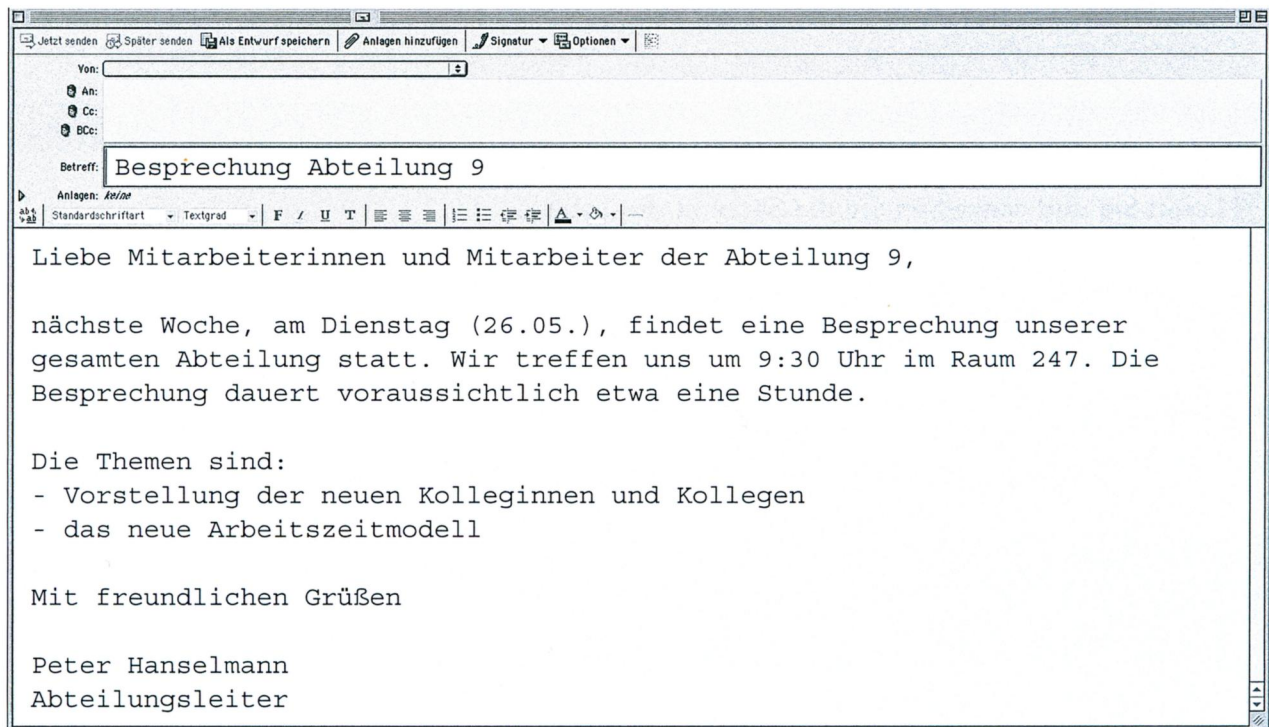 Jetzt senden Später senden Als Entwurf speichern Anlagen hinzufügen Signatur Optionen
Von:
An:
Cc:
BCc:
Betreff: Besprechung Abteilung 9
Anlagen: keine
Standardschriftart Textgrad F I U T A
Liebe Mitarbeiterinnen und Mitarbeiter der Abteilung 9,
nächste Woche, am Dienstag (26.05.), findet eine Besprechung unserer
gesamten Abteilung statt. Wir treffen uns um 9:30 Uhr im Raum 247. Die
Besprechung dauert voraussichtlich etwa eine Stunde.
Die Themen sind:
- Vorstellung der neuen Kolleginnen und Kollegen
- das neue Arbeitszeitmodell
Mit freundlichen Grüßen
Peter Hanselmann
Abteilungsleiter